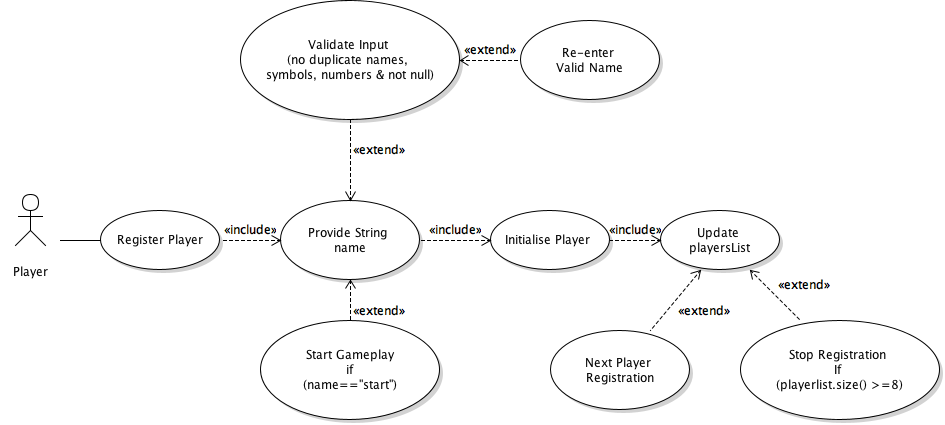 Validate Input
(no duplicate names,
symbols, numbers & not null)
«extend»
Re-enter
Valid Name
«extend»
Player
Register Player
«include»
Provide String
name
«include»
Initialise Player
«include»
Update
playersList
«extend»
Start Gameplay
if
(name=="start")
«extend»
Next Player
Registration
«extend»
Stop Registration
If
(playerlist.size() >=8)